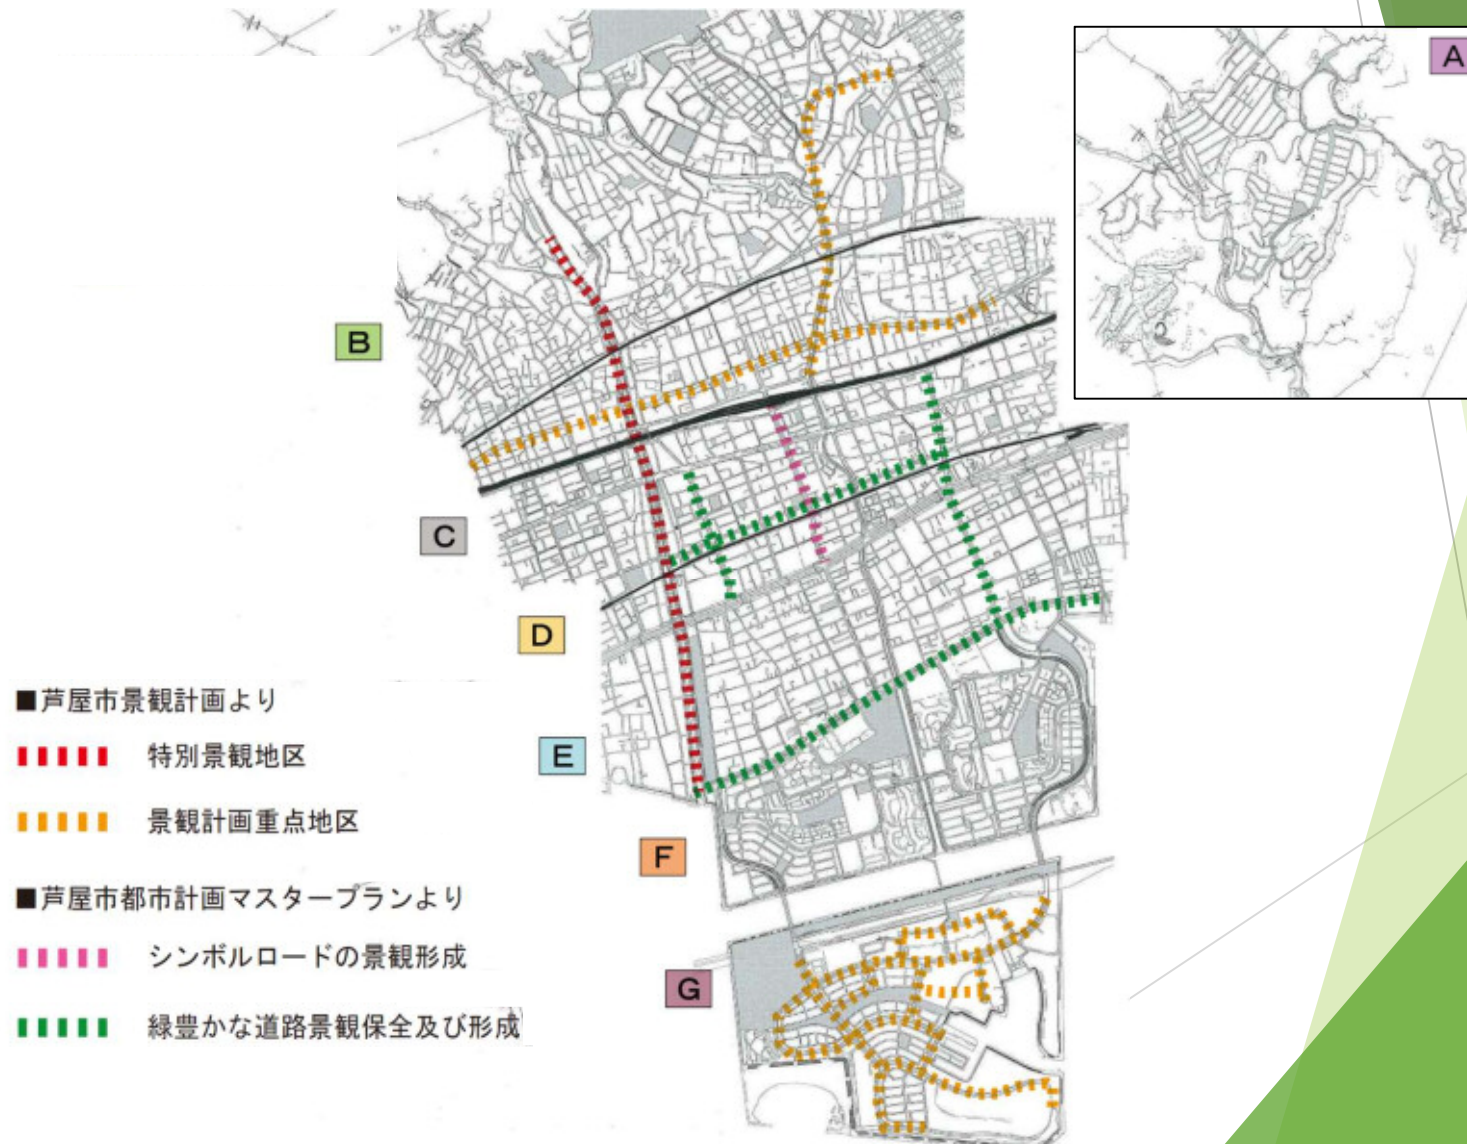 A
B
C
D
E
F
G
■芦屋市景観計画より
特別景観地区
景観計画重点地区
■芦屋市都市計画マスタープランより
シンボルロードの景観形成
緑豊かな道路景観保全及び形成